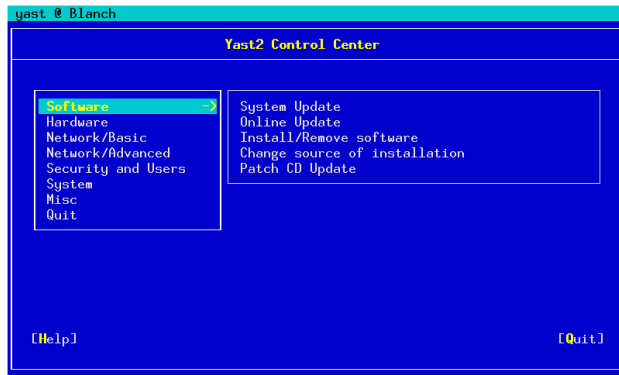 yast @ Blanch
Yast2 Control Center
Software ->
Hardware
Network/Basic
Network/Advanced
Security and Users
System
Misc
Quit
System Update
Online Update
Install/Remove software
Change source of installation
Patch CD Update
[Help]
[Quit]